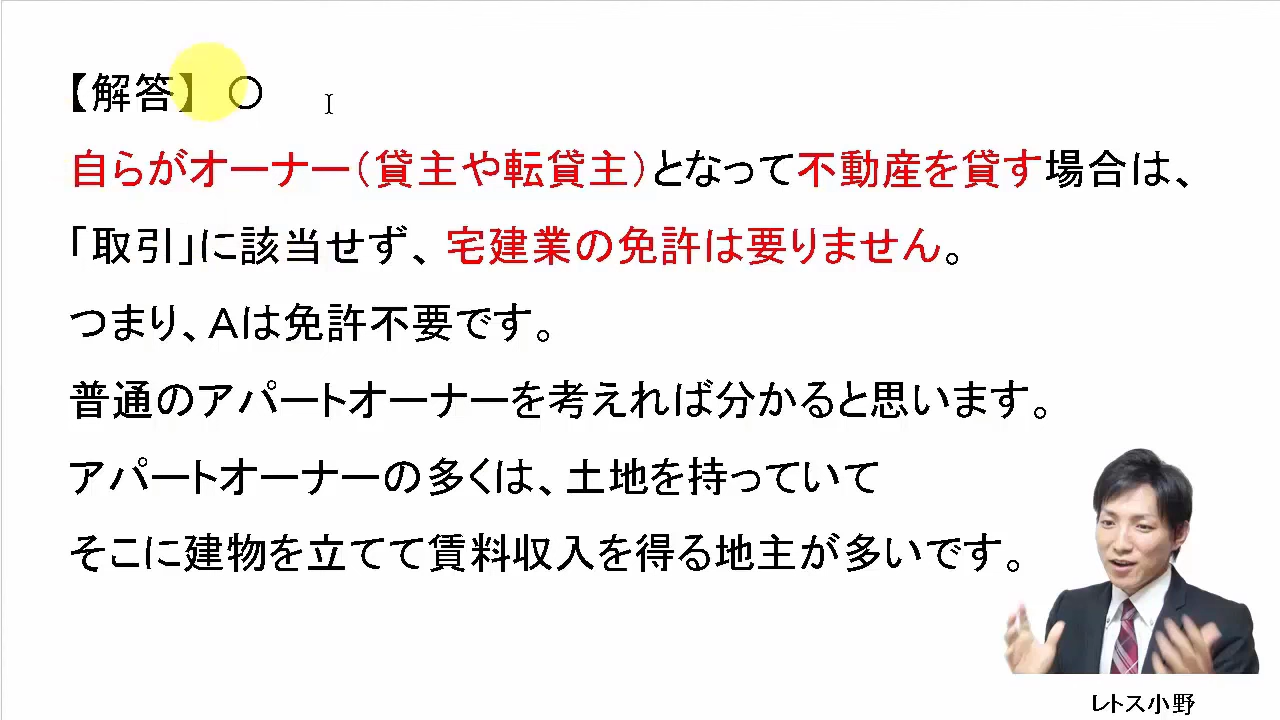 【解答】 ○
自らがオーナー（貸主や転貸主）となって不動産を貸す場合は、
「取引」に該当せず、宅建業の免許は要りません。
つまり、Ａは免許不要です。
普通のアパートオーナーを考えれば分かると思います。
アパートオーナーの多くは、土地を持っていて
そこに建物を立てて賃料収入を得る地主が多いです。
レトス小野